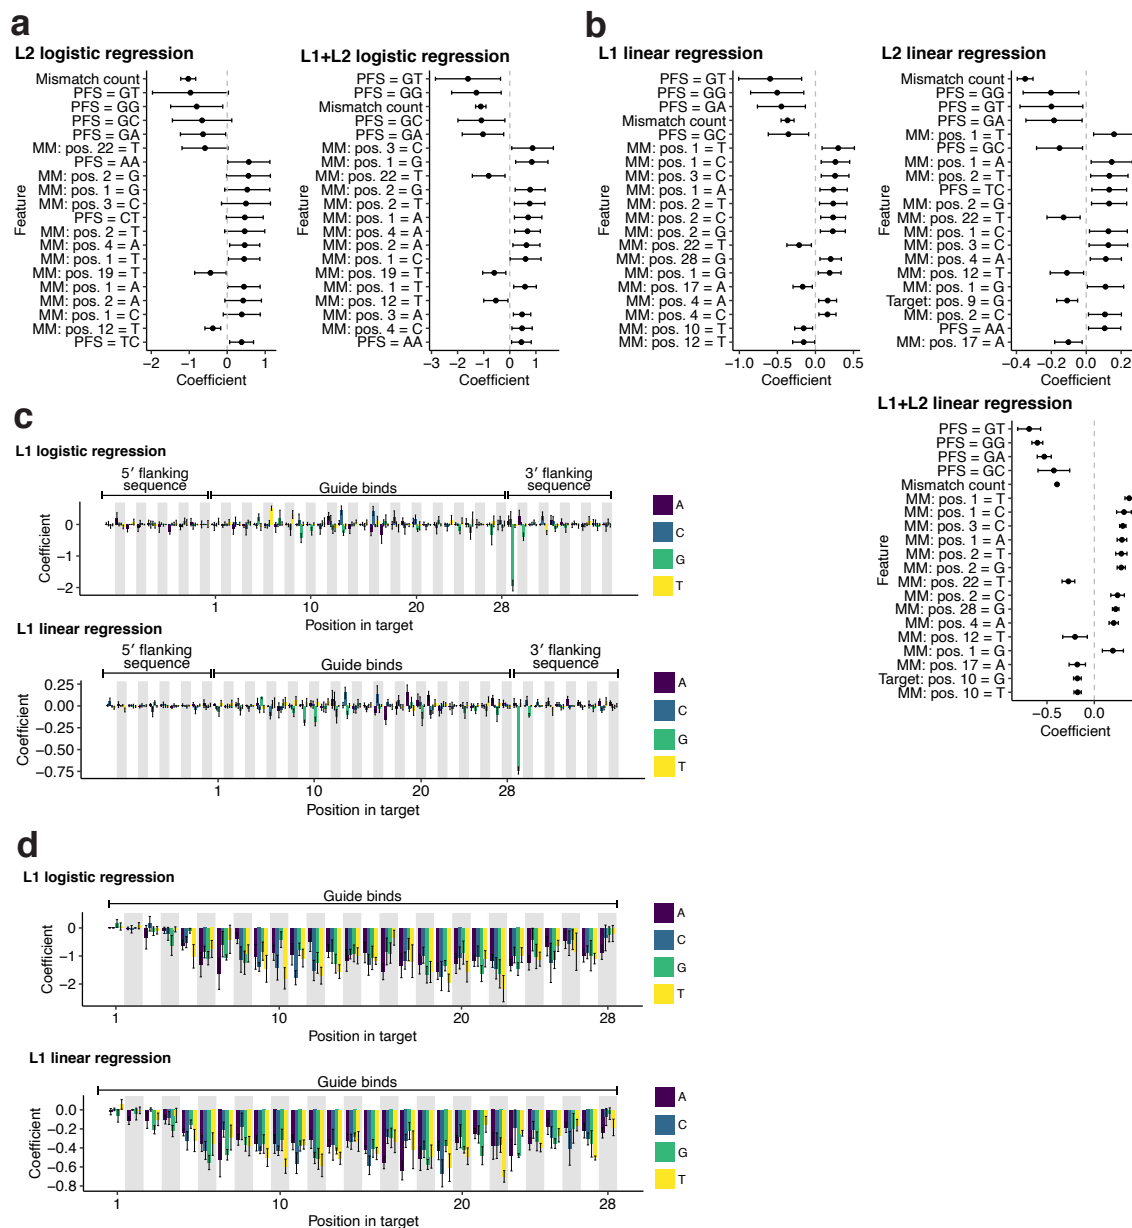 a
L2 logistic regression
Mismatch count
PFS = GT
PFS = GG
PFS = GC
PFS = GA
MM: pos. 22 = T
PFS = AA
MM: pos. 2 = G
MM: pos. 1 = G
MM: pos. 3 = C
PFS = CT
MM: pos. 2 = T
MM: pos. 4 = A
MM: pos. 1 = T
MM: pos. 19 = T
MM: pos. 1 = A
MM: pos. 2 = A
MM: pos. 1 = C
MM: pos. 12 = T
PFS = TC
Feature
−2 −1 0 1
Coefficient
L1+L2 logistic regression
PFS = GT
PFS = GG
Mismatch count
PFS = GC
PFS = GA
MM: pos. 3 = C
MM: pos. 1 = G
MM: pos. 22 = T
MM: pos. 2 = G
MM: pos. 2 = T
MM: pos. 1 = A
MM: pos. 4 = A
MM: pos. 2 = A
MM: pos. 1 = C
MM: pos. 19 = T
MM: pos. 1 = T
MM: pos. 12 = T
MM: pos. 3 = A
MM: pos. 4 = C
PFS = AA
Feature
−3 −2 −1 0 1
Coefficient
b
L1 linear regression
PFS = GT
PFS = GG
PFS = GA
Mismatch count
PFS = GC
MM: pos. 1 = T
MM: pos. 1 = C
MM: pos. 3 = C
MM: pos. 1 = A
MM: pos. 2 = T
MM: pos. 2 = C
MM: pos. 2 = G
MM: pos. 22 = T
MM: pos. 28 = G
MM: pos. 1 = G
MM: pos. 17 = A
MM: pos. 4 = A
MM: pos. 4 = C
MM: pos. 10 = T
MM: pos. 12 = T
Feature
−1.0 −0.5 0.0 0.5
Coefficient
L2 linear regression
Mismatch count
PFS = GG
PFS = GT
PFS = GA
MM: pos. 1 = T
PFS = GC
MM: pos. 1 = A
MM: pos. 2 = T
PFS = TC
MM: pos. 2 = G
MM: pos. 22 = T
MM: pos. 1 = C
MM: pos. 3 = C
MM: pos. 4 = A
MM: pos. 12 = T
MM: pos. 1 = G
Target: pos. 9 = G
MM: pos. 2 = C
PFS = AA
MM: pos. 17 = A
Feature
−0.4 −0.2 0.0 0.2
Coefficient
L1+L2 linear regression
PFS = GT
PFS = GG
PFS = GA
PFS = GC
Mismatch count
MM: pos. 1 = T
MM: pos. 1 = C
MM: pos. 3 = C
MM: pos. 1 = A
MM: pos. 2 = T
MM: pos. 2 = G
MM: pos. 22 = T
MM: pos. 2 = C
MM: pos. 28 = G
MM: pos. 4 = A
MM: pos. 12 = T
MM: pos. 1 = G
MM: pos. 17 = A
Target: pos. 10 = G
MM: pos. 10 = T
Feature
−0.5 0.0
Coefficient
c
L1 logistic regression
5′ flanking
sequence
Guide binds
3′ flanking
sequence
Coefficient
0
−1
−2
1 10 20 28
Position in target
A
C
G
T
L1 linear regression
5′ flanking
sequence
Guide binds
3′ flanking
sequence
Coefficient
0.25
0.00
−0.25
−0.50
−0.75
1 10 20 28
Position in target
A
C
G
T
d
L1 logistic regression
Guide binds
Coefficient
0
−1
−2
1 10 20 28
Position in target
A
C
G
T
L1 linear regression
Guide binds
Coefficient
0.0
−0.2
−0.4
−0.6
−0.8
1 10 20 28
Position in target
A
C
G
T